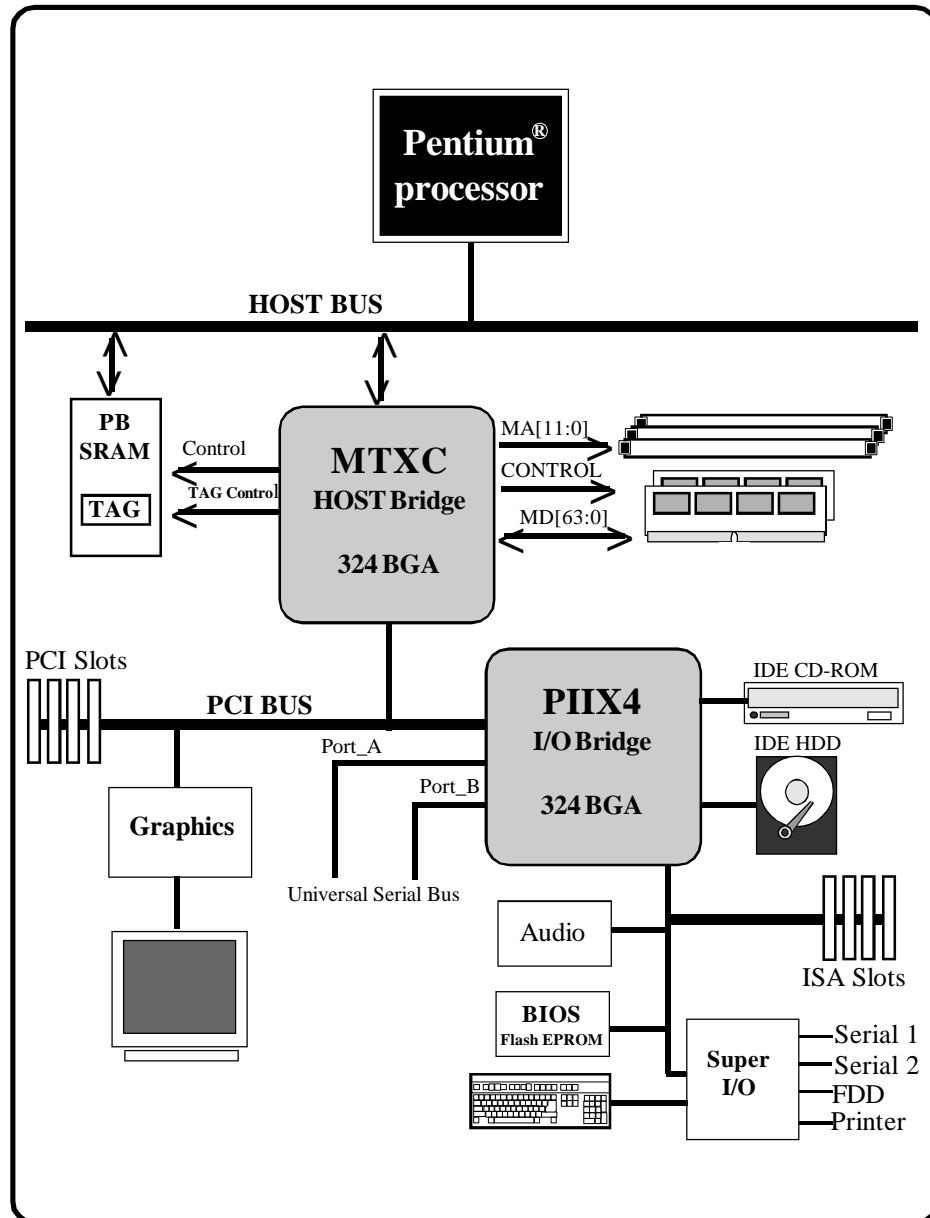 Pentium®
processor
HOST BUS
PB
SRAM
TAG
Control
TAG Control
MTXC
HOST Bridge
324 BGA
MA[11:0]
CONTROL
MD[63:0]
PCI Slots
PCI BUS
PIIX4
I/O Bridge
324 BGA
IDE CD-ROM
IDE HDD
Port_A
Port_B
Graphics
Universal Serial Bus
Audio
ISA Slots
BIOS
Flash EPROM
Super
I/O
Serial 1
Serial 2
FDD
Printer